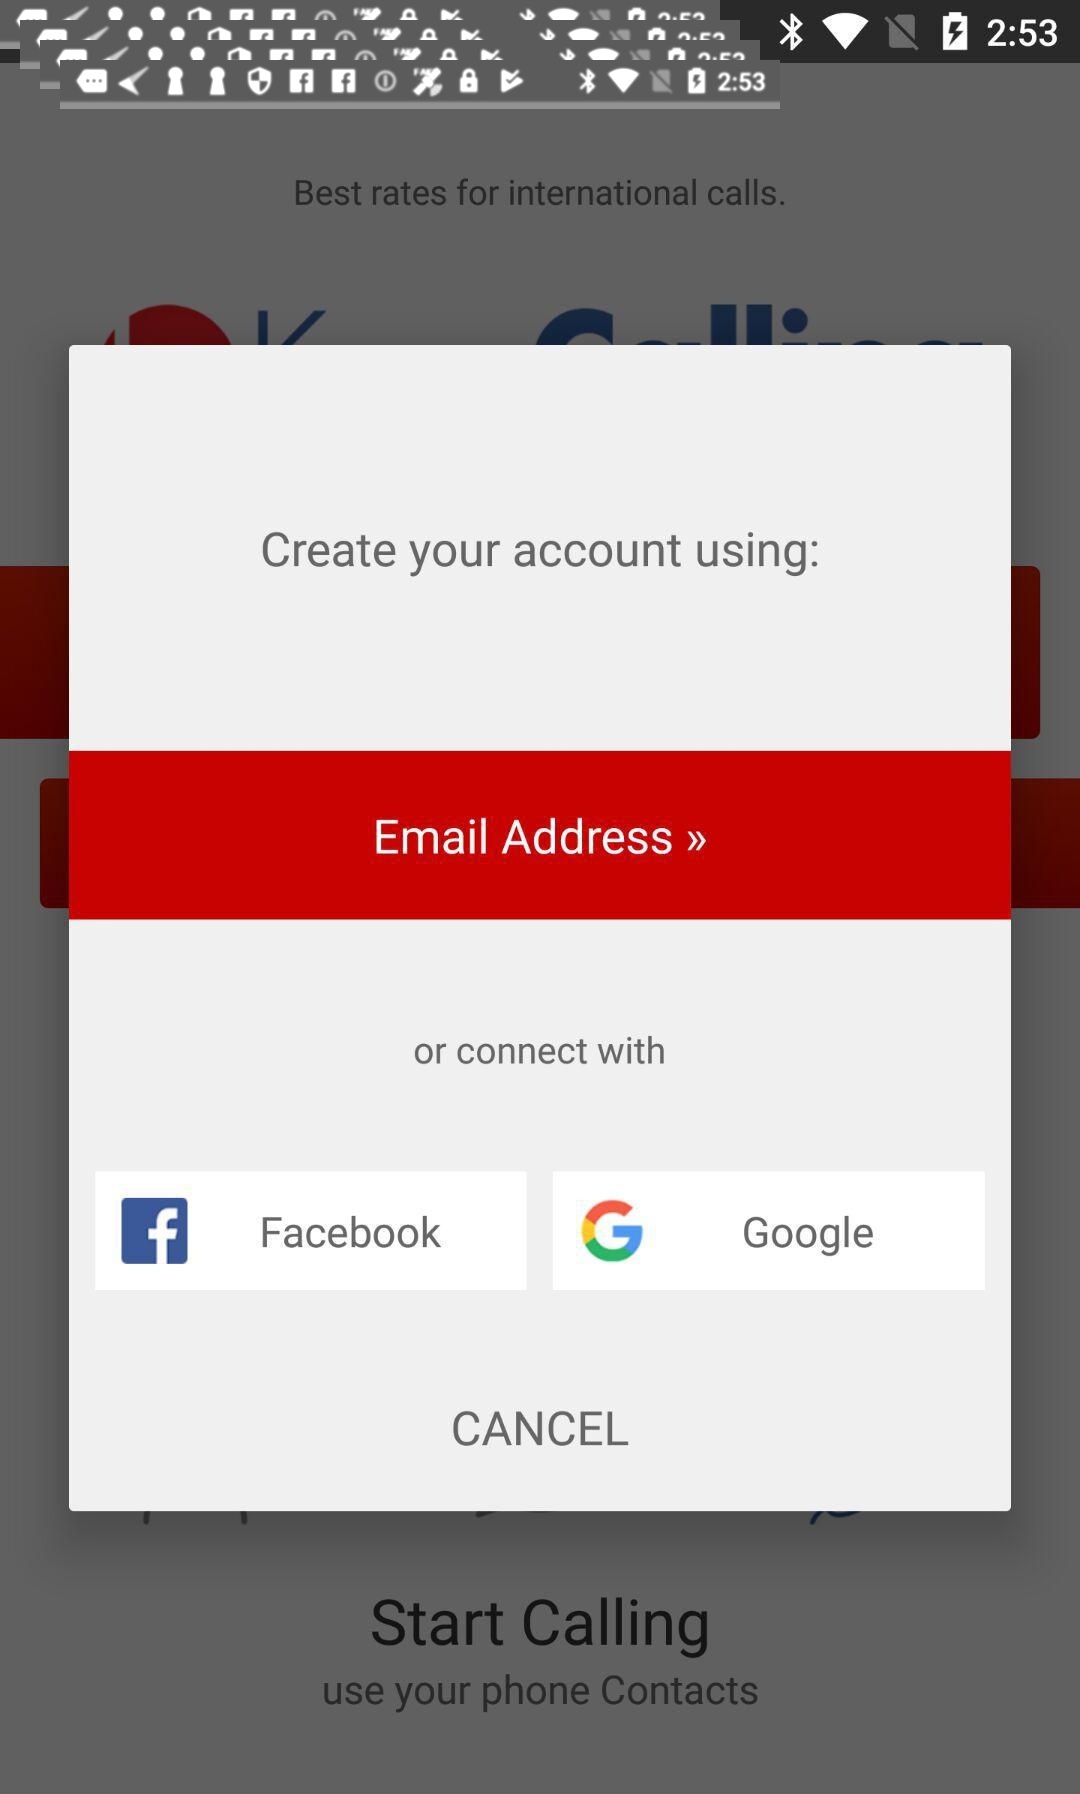 2:53
2:53
Best rates for international calls.
Create your account using:
Email Address »
or connect with
Facebook
Google
CANCEL
Start Calling
use your phone Contacts